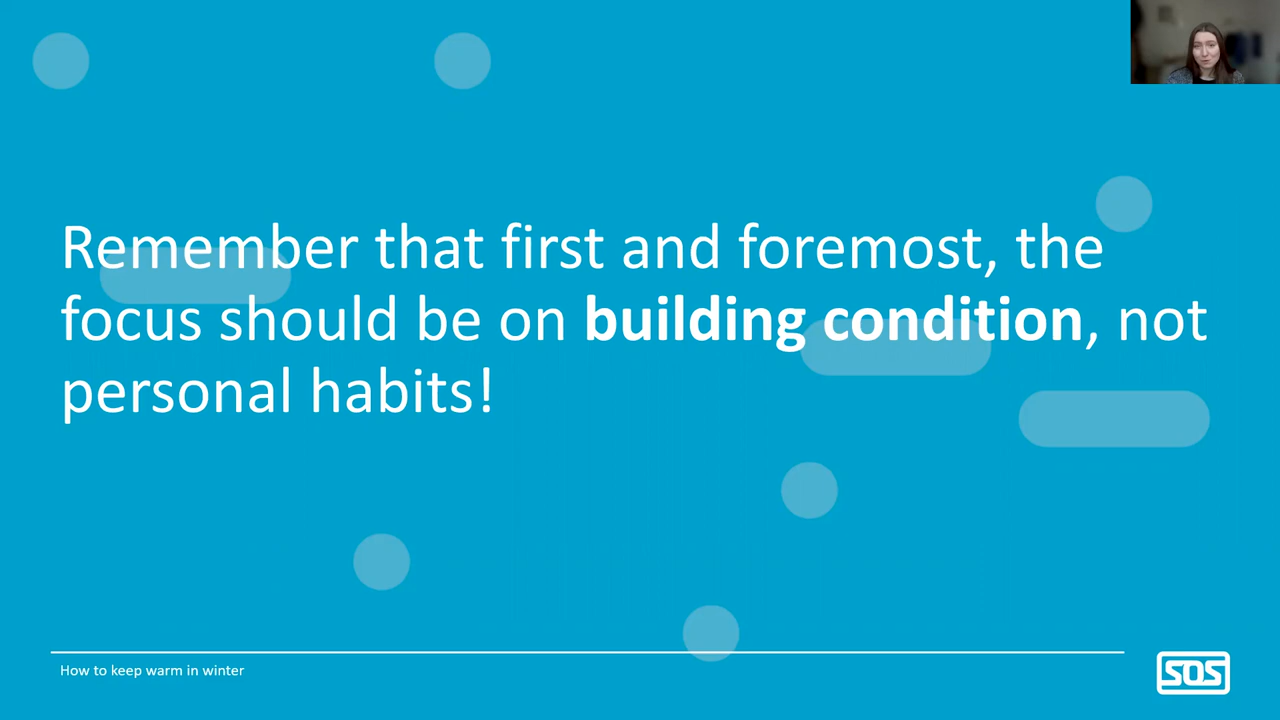 Remember that first and foremost, the
focus should be on building condition, not
personal habits!
How to keep warm in winter
SOS